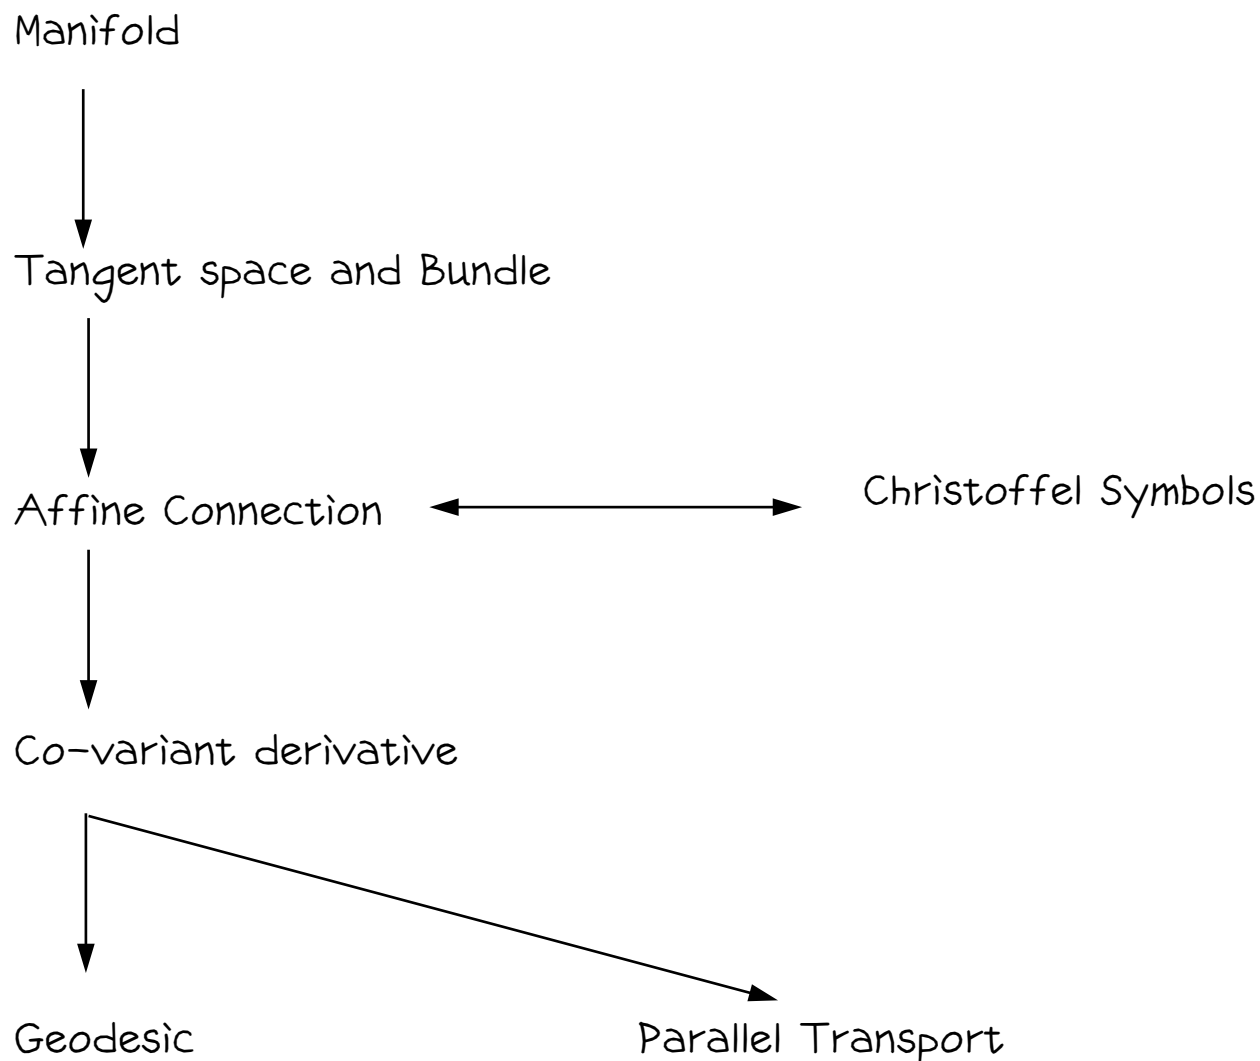 Manifold
Tangent space and Bundle
Affine Connection
Christoffel Symbols
Co-variant derivative
Geodesic
Parallel Transport